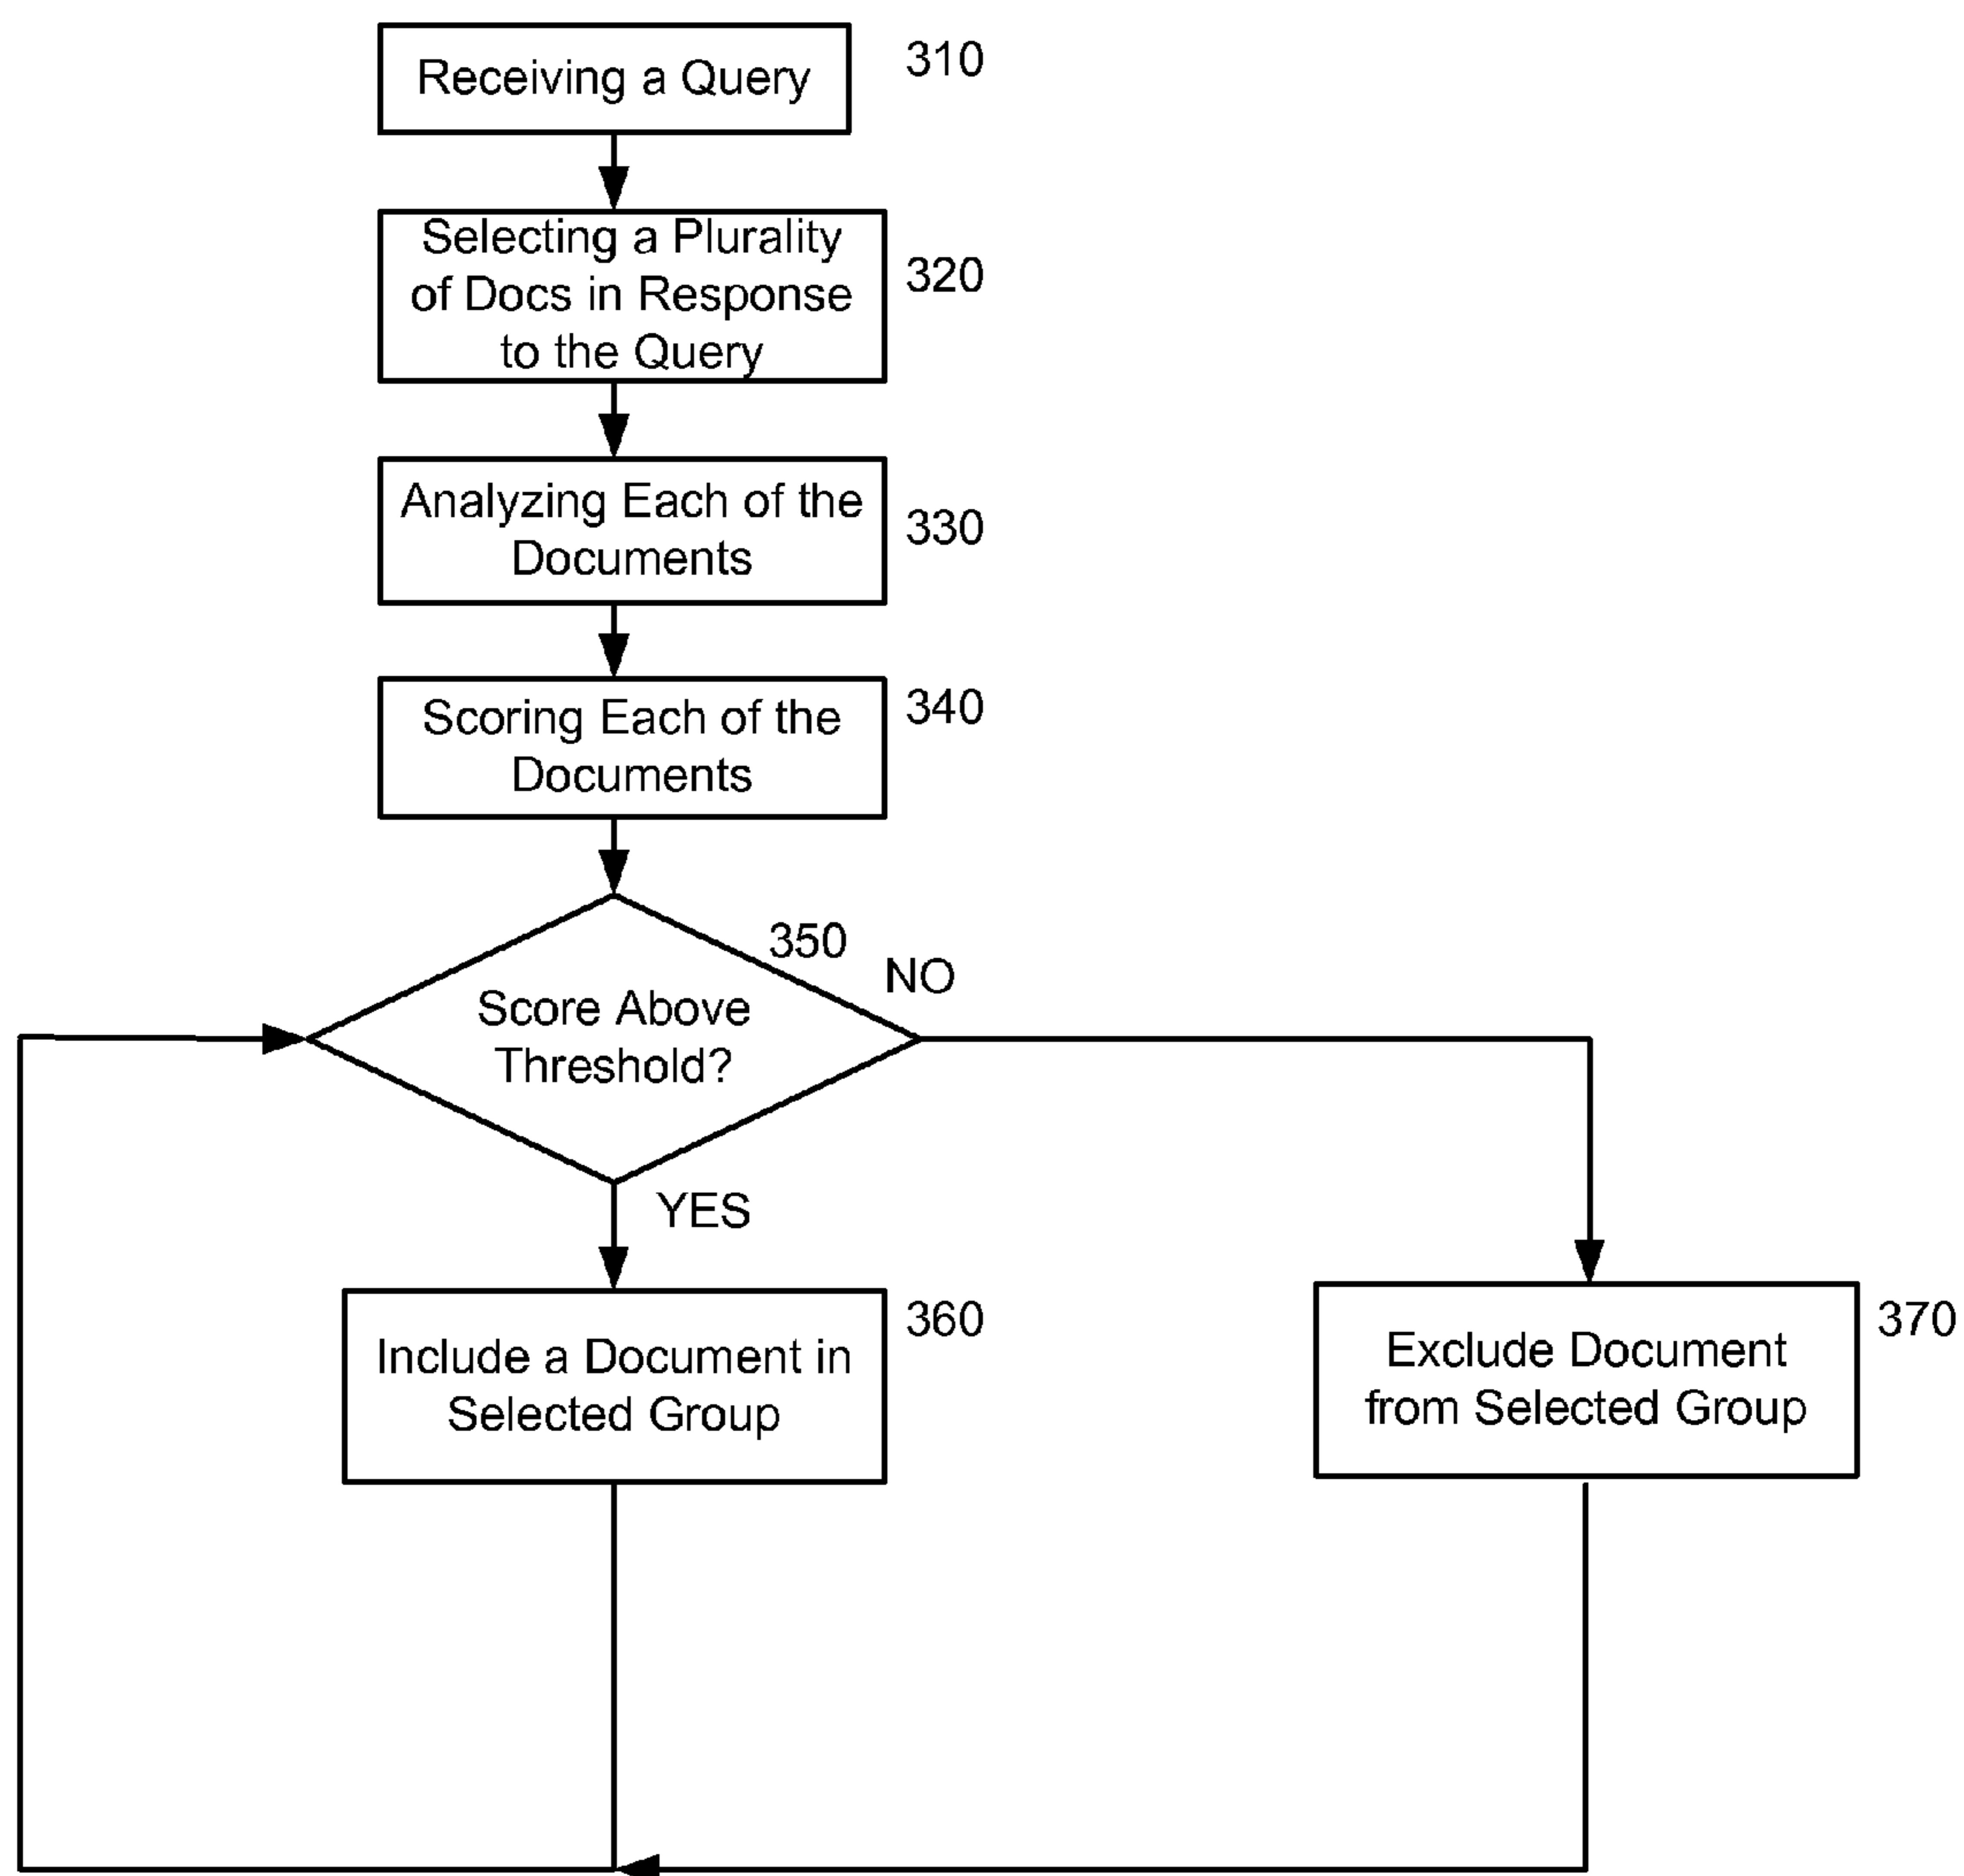 Receiving a Query
310
Selecting a Plurality
of Docs in Response
to the Query
320
Analyzing Each of the
Documents
330
Scoring Each of the
Documents
340
350
NO
Score Above
Threshold?
YES
Include a Document in
Selected Group
360
Exclude Document
from Selected Group
370